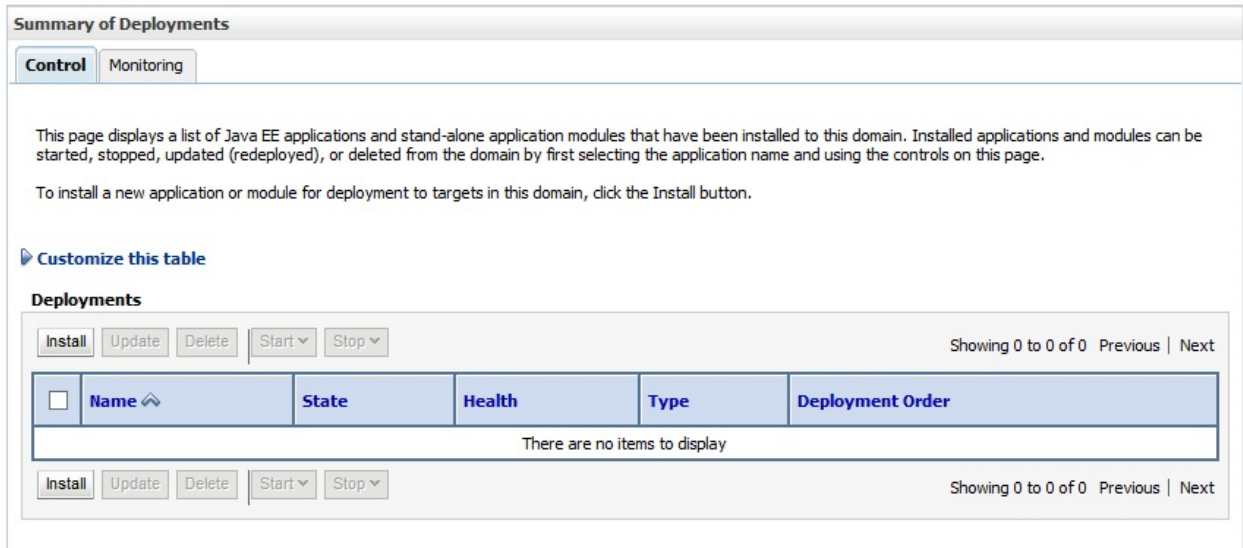 Summary of Deployments
Control Monitoring
This page displays a list of Java EE applications and stand-alone application modules that have been installed to this domain. Installed applications and modules can be
started, stopped, updated (redeployed), or deleted from the domain by first selecting the application name and using the controls on this page.
To install a new application or module for deployment to targets in this domain, click the Install button.
Customize this table
Deployments
Install Update Delete Start Stop Showing 0 to 0 of 0 Previous | Next
Name State Health Type Deployment Order
There are no items to display
Install Update Delete Start Stop Showing 0 to 0 of 0 Previous | Next